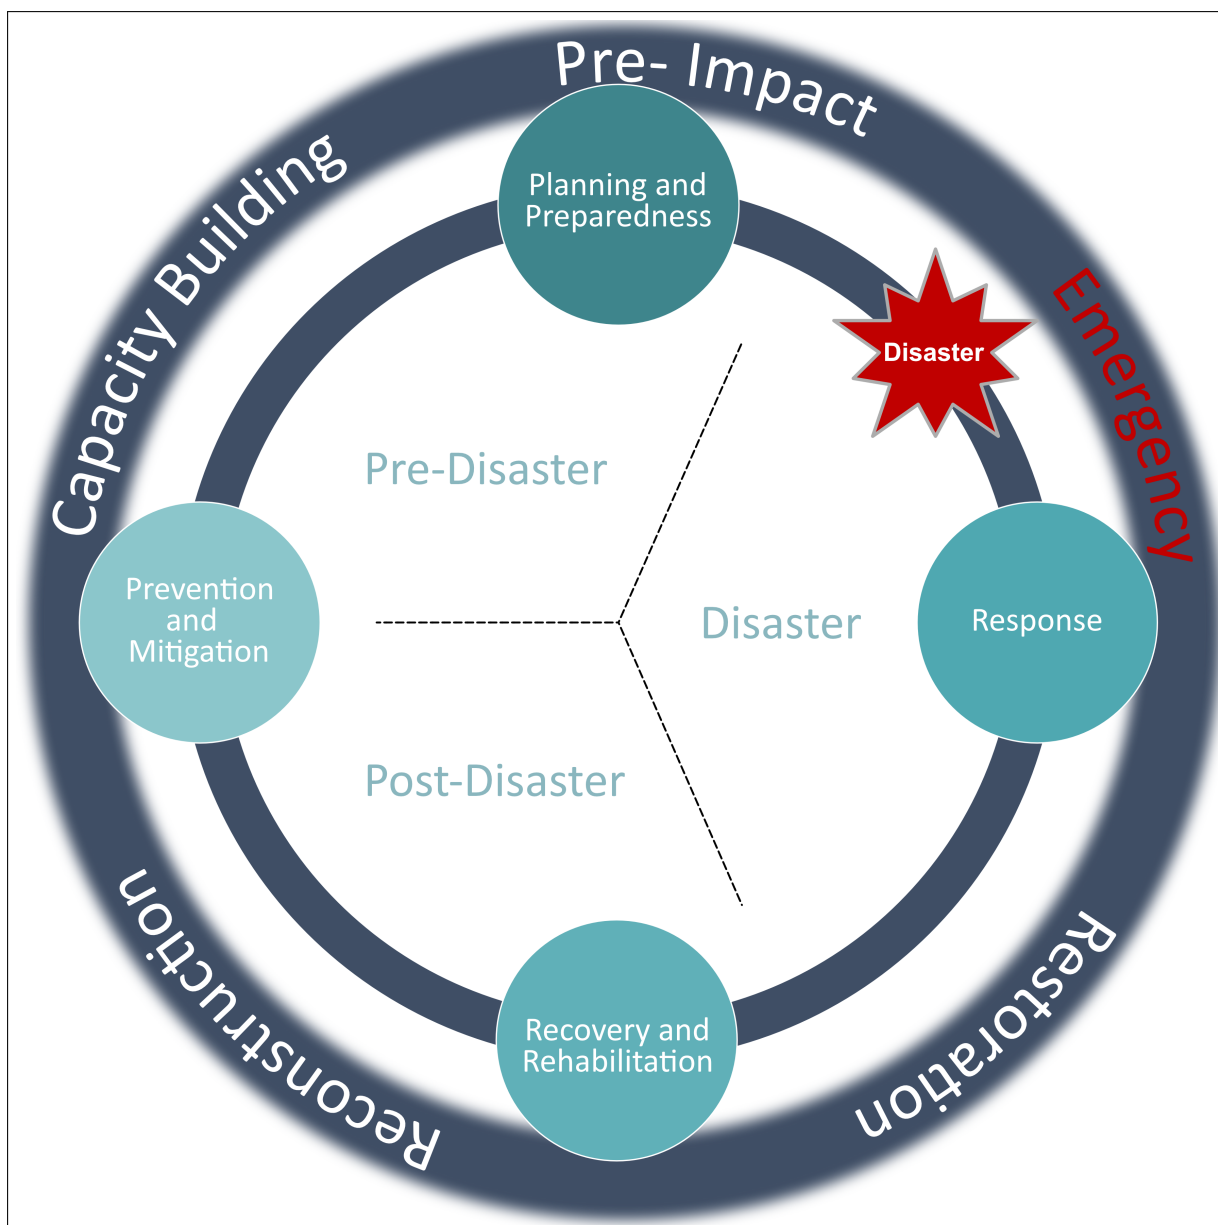 Pre- Impact
Capacity Building
Planning and
Preparedness
Disaster
Emergency
Pre-Disaster
Prevention
and
Mitigation
Disaster
Response
Post-Disaster
Reconstruction
Recovery and
Rehabilitation
Restoration